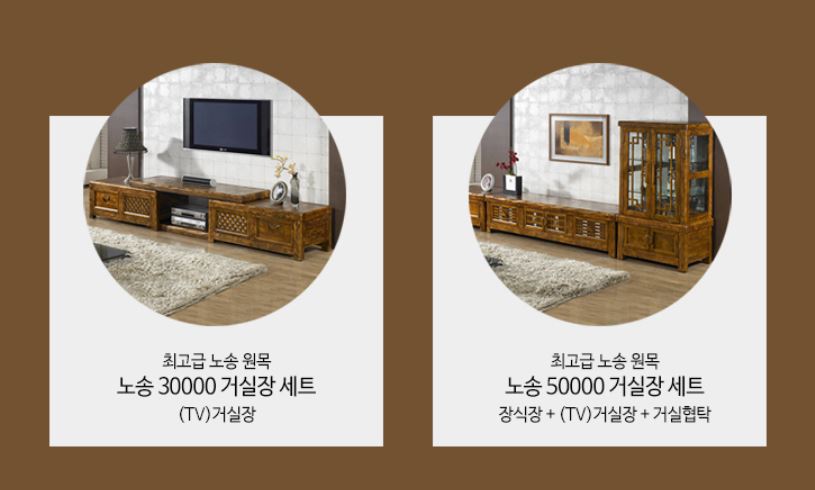 최고급 노송 원목
노송 30000 거실장 세트
(TV)거실장
최고급 노송 원목
노송 50000 거실장 세트
장식장 + (TV)거실장 + 거실협탁